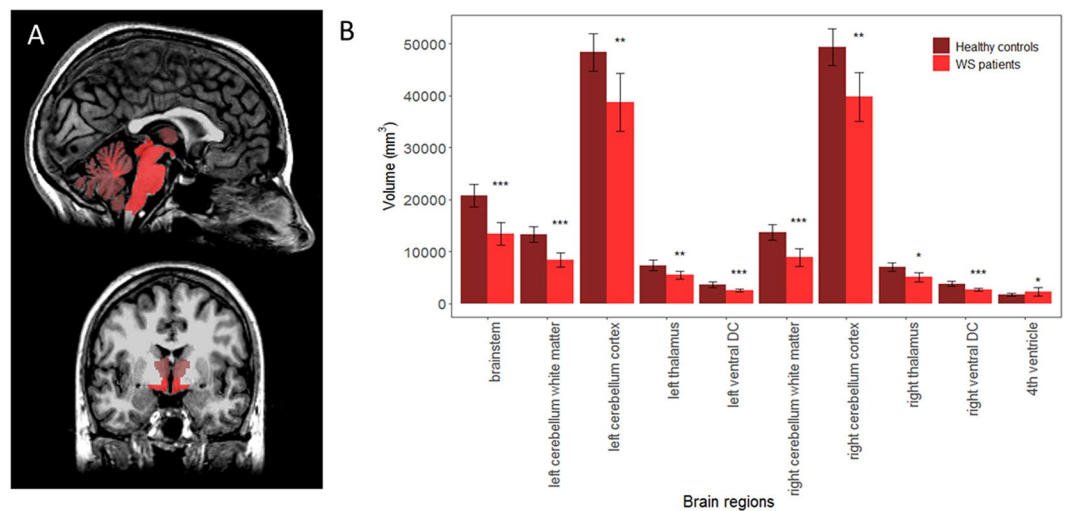 A
B
Healthy controls
WS patients
Volume (mm³)
50000
40000
30000
20000
10000
0
**
**
***
***
**
***
***
*
***
*
brainstem
left cerebellum white matter
left cerebellum cortex
left thalamus
left ventral DC
right cerebellum white matter
right cerebellum cortex
right thalamus
right ventral DC
4th ventricle
Brain regions